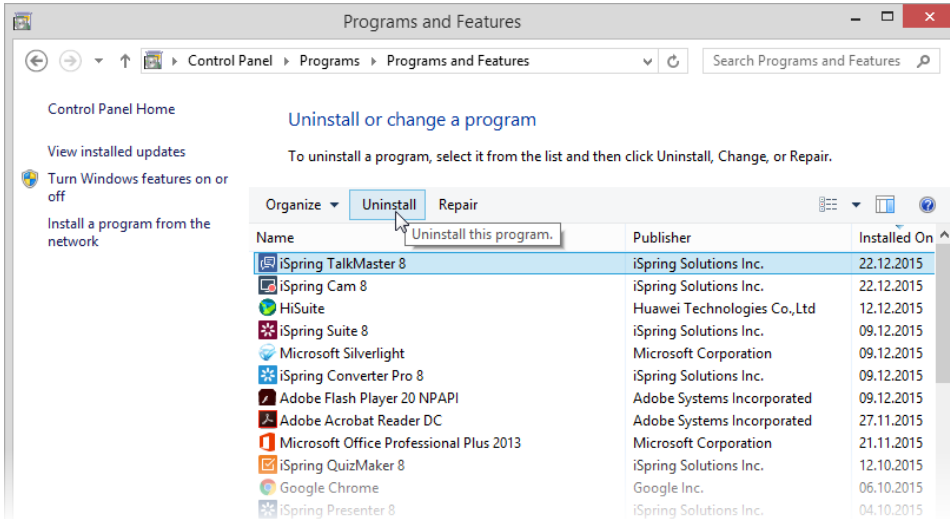 Programs and Features
Control Panel Programs Programs and Features
Search Programs and Features
Control Panel Home
View installed updates
Turn Windows features on or
off
Install a program from the
network
Uninstall or change a program
To uninstall a program, select it from the list and then click Uninstall, Change, or Repair.
Organize Uninstall Repair
Uninstall this program.
Name Publisher Installed On
iSpring TalkMaster 8 iSpring Solutions Inc. 22.12.2015
iSpring Cam 8 iSpring Solutions Inc. 22.12.2015
HiSuite Huawei Technologies Co.,Ltd 12.12.2015
iSpring Suite 8 iSpring Solutions Inc. 09.12.2015
Microsoft Silverlight Microsoft Corporation 09.12.2015
iSpring Converter Pro 8 iSpring Solutions Inc. 09.12.2015
Adobe Flash Player 20 NPAPI Adobe Systems Incorporated 09.12.2015
Adobe Acrobat Reader DC Adobe Systems Incorporated 27.11.2015
Microsoft Office Professional Plus 2013 Microsoft Corporation 21.11.2015
iSpring QuizMaker 8 iSpring Solutions Inc. 12.10.2015
Google Chrome Google Inc. 06.10.2015
iSpring Presenter 8 iSpring Solutions Inc. 04.10.2015